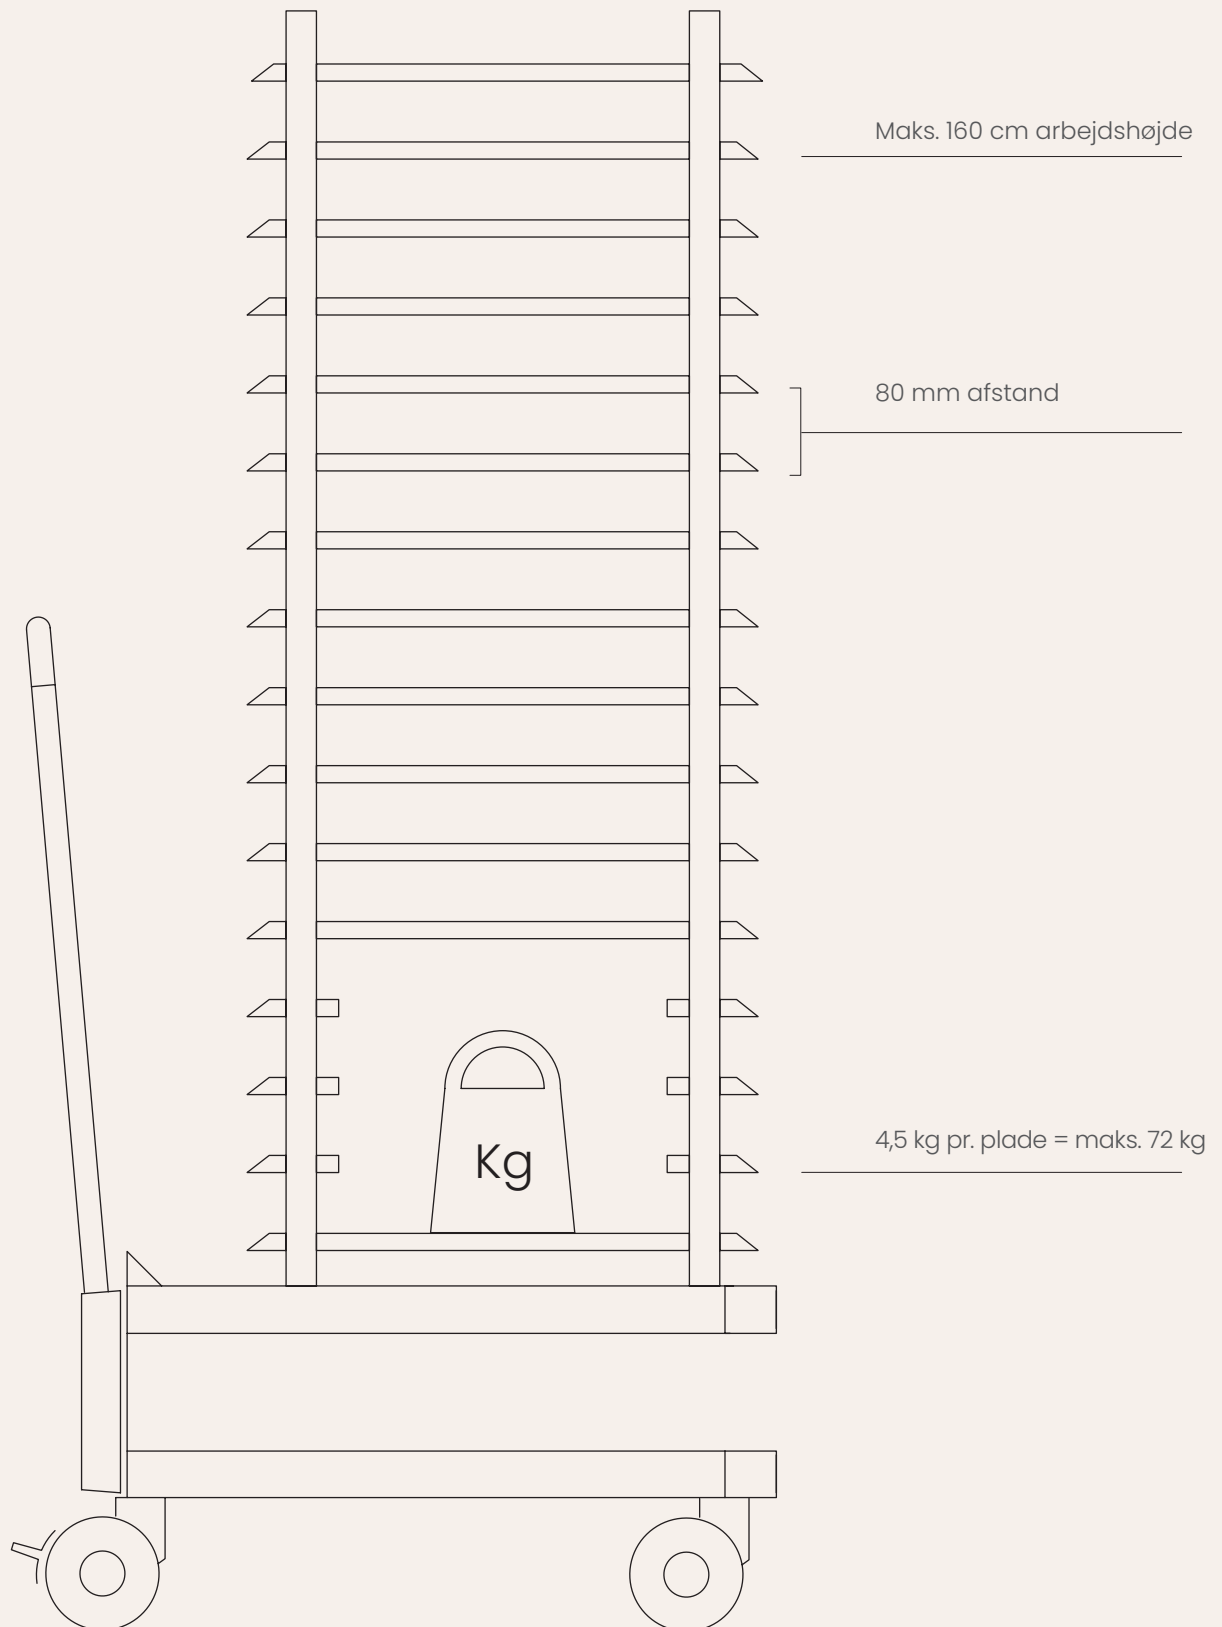 Maks. 160 cm arbejdshøjde
80 mm afstand
Kg
4,5 kg pr. plade = maks. 72 kg